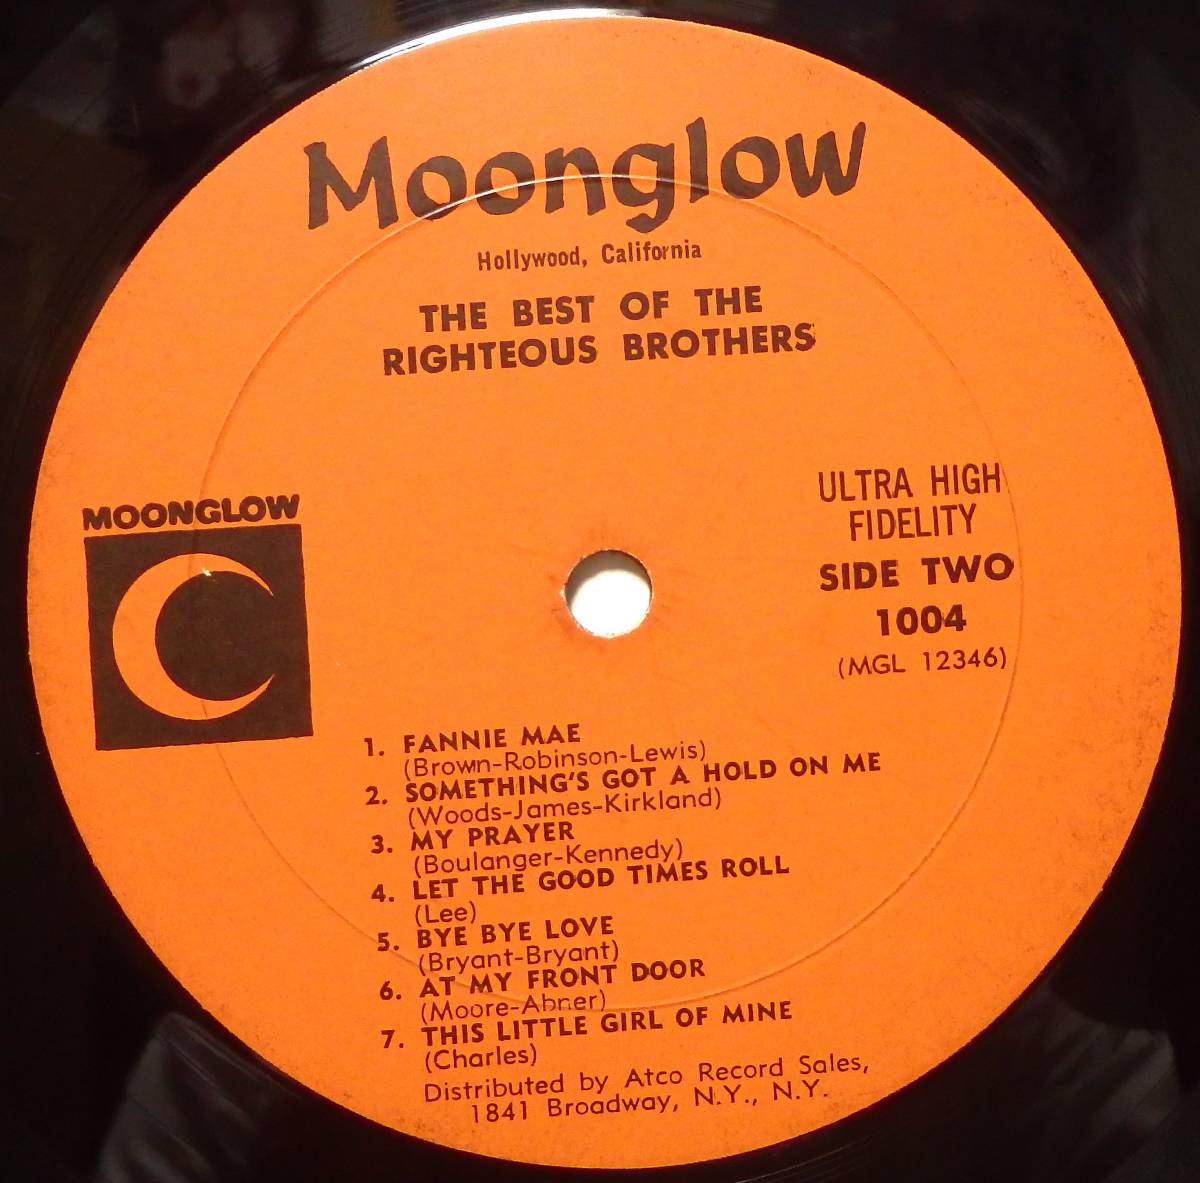 Moonglow
Hollywood, California
THE BEST OF THE
RIGHTEOUS BROTHERS
MOONGLOW
ULTRA HIGH
FIDELITY
SIDE TWO
1004
(MGL 12346)
1. FANNIE MAE
(Brown-Robinson-Lewis)
2. SOMETHING'S GOT A HOLD ON ME
(Woods-James-Kirkland)
3. MY PRAYER
(Boulanger-Kennedy)
4. LET THE GOOD TIMES ROLL
(Lee)
5. BYE BYE LOVE
(Bryant-Bryant)
6. AT MY FRONT DOOR
(Moore-Abner)
7. THIS LITTLE GIRL OF MINE
(Charles)
Distributed by Atco Record Sales,
1841 Broadway, N.Y., N.Y.